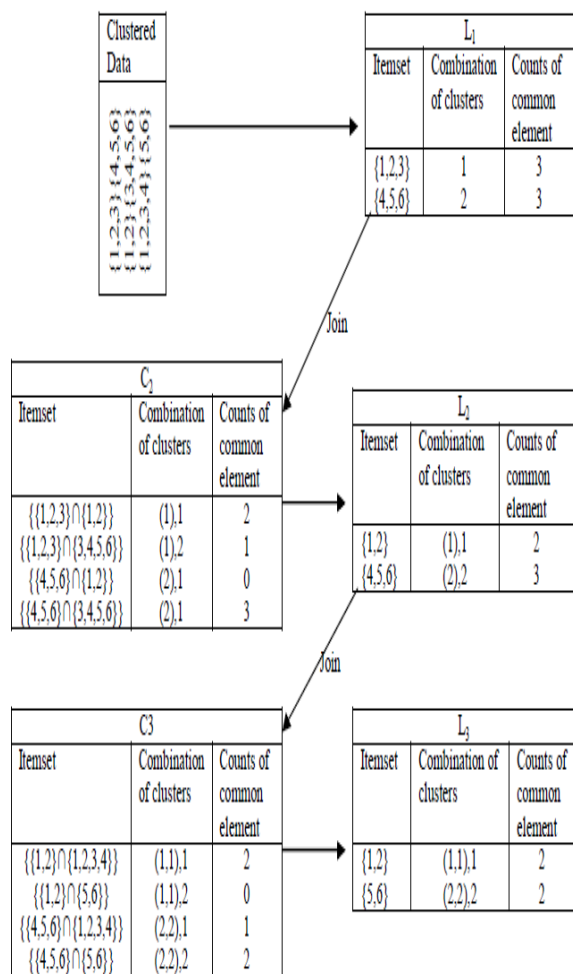 Clustered
Data
{1,2,3} {4,5,6}
{1,2} {3,4,5,6}
{1,2,3,4} {5,6}
L1
Itemset Combination of clusters Counts of common element
{1,2,3} 1 3
{4,5,6} 2 3
Join
C2
Itemset Combination of clusters Counts of common element
{{1,2,3}∩{1,2}} (1),1 2
{{1,2,3}∩{3,4,5,6}} (1),2 1
{{4,5,6}∩{1,2}} (2),1 0
{{4,5,6}∩{3,4,5,6}} (2),1 3
L2
Itemset Combination of clusters Counts of common element
{1,2} (1),1 2
{4,5,6} (2),2 3
Join
C3
Itemset Combination of clusters Counts of common element
{{1,2}∩{1,2,3,4}} (1,1),1 2
{{1,2}∩{5,6}} (1,1),2 0
{{4,5,6}∩{1,2,3,4}} (2,2),1 1
{{4,5,6}∩{5,6}} (2,2),2 2
L3
Itemset Combination of clusters Counts of common element
{1,2} (1,1),1 2
{5,6} (2,2),2 2